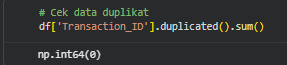 # Cek data duplikat
df['Transaction_ID'].duplicated().sum()
np.int64(0)